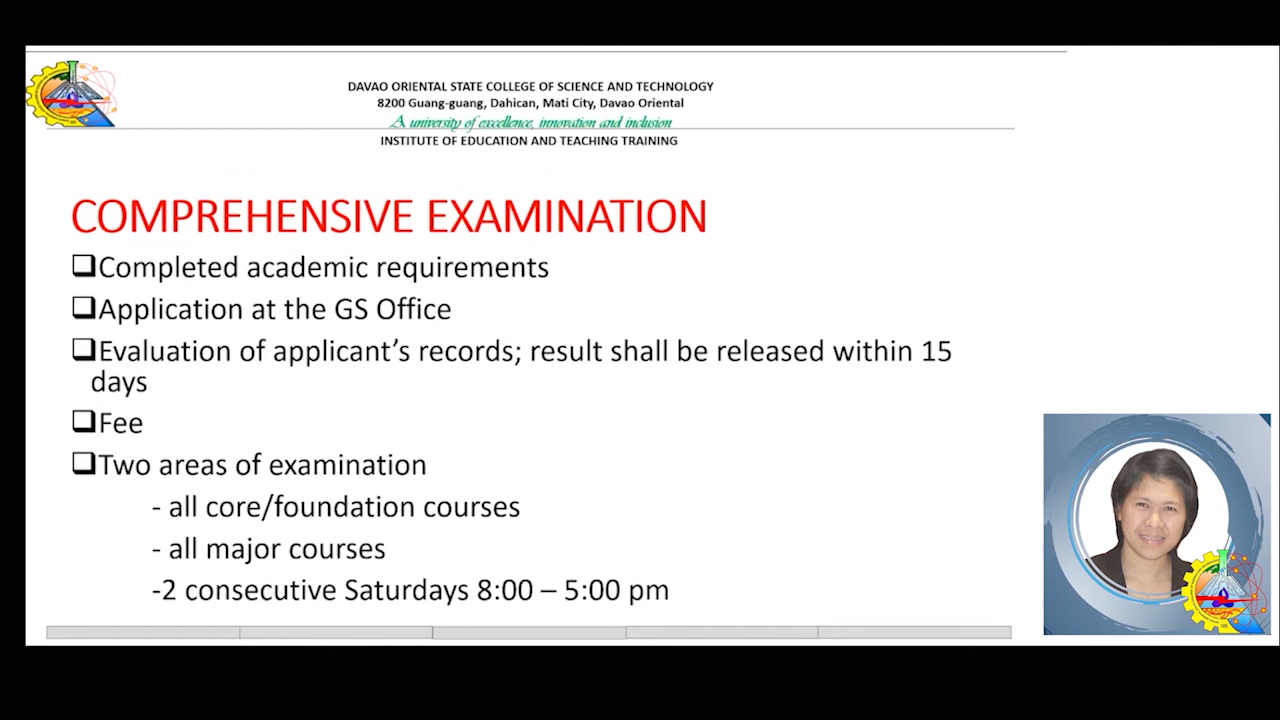 DAVAO ORIENTAL STATE COLLEGE OF SCIENCE AND TECHNOLOGY
8200 Guang-guang, Dahican, Mati City, Davao Oriental
A university of excellence, innovation and inclusion
INSTITUTE OF EDUCATION AND TEACHING TRAINING
COMPREHENSIVE EXAMINATION
❑Completed academic requirements
❑Application at the GS Office
❑Evaluation of applicant’s records; result shall be released within 15
days
❑Fee
❑Two areas of examination
- all core/foundation courses
- all major courses
-2 consecutive Saturdays 8:00 – 5:00 pm